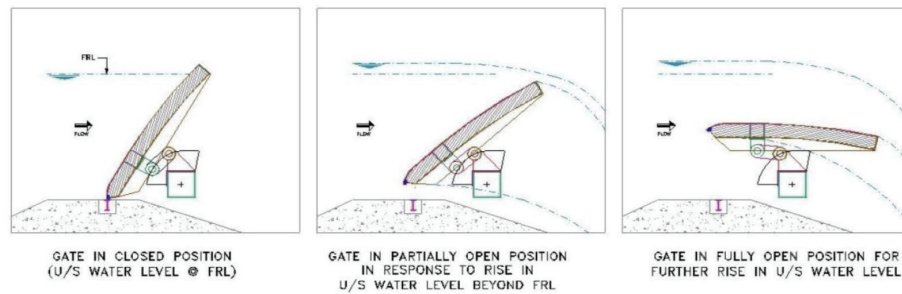 FRL
FLOW
FLOW
FLOW
GATE IN CLOSED POSITION
(U/S WATER LEVEL @ FRL)
GATE IN PARTIALLY OPEN POSITION
IN RESPONSE TO RISE IN
U/S WATER LEVEL BEYOND FRL
GATE IN FULLY OPEN POSITION FOR
FURTHER RISE IN U/S WATER LEVEL